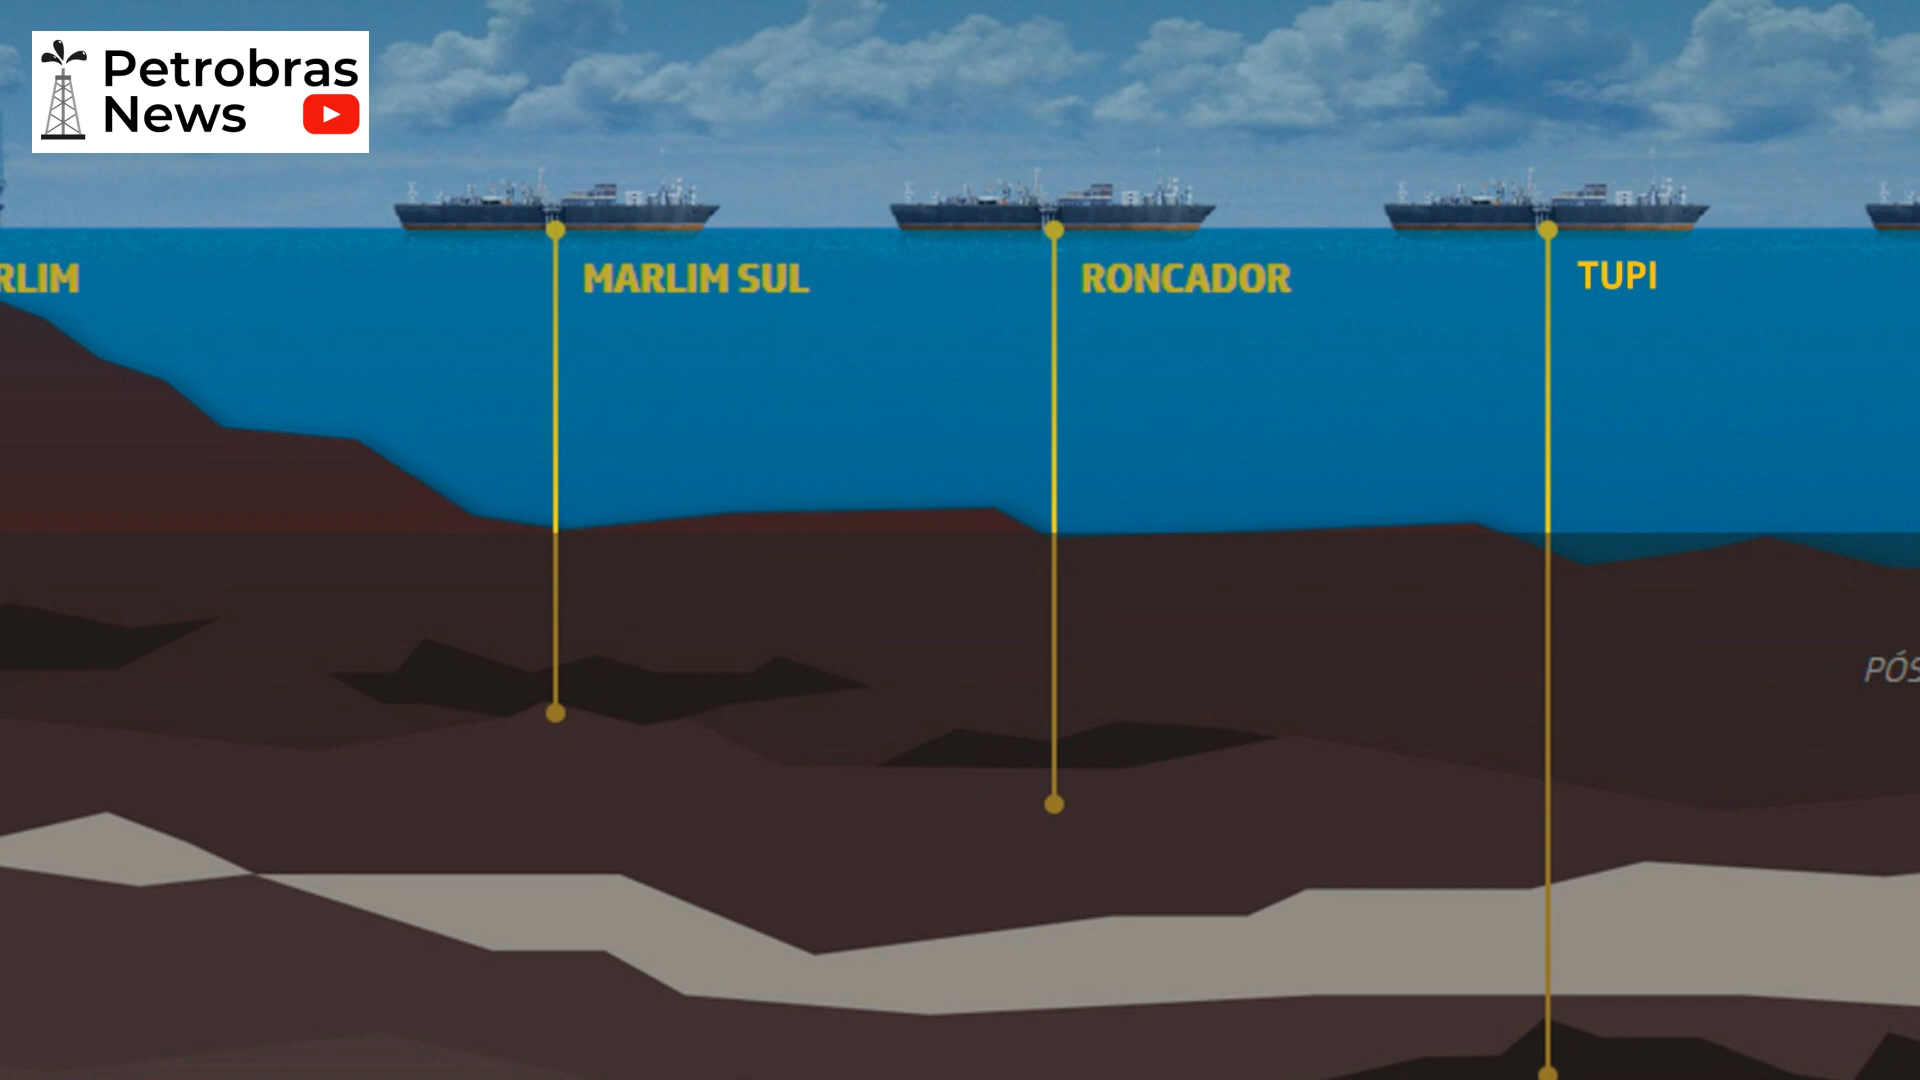 Petrobras
News
RLIM
MARLIM SUL
RONCADOR
TUPI
PÓS